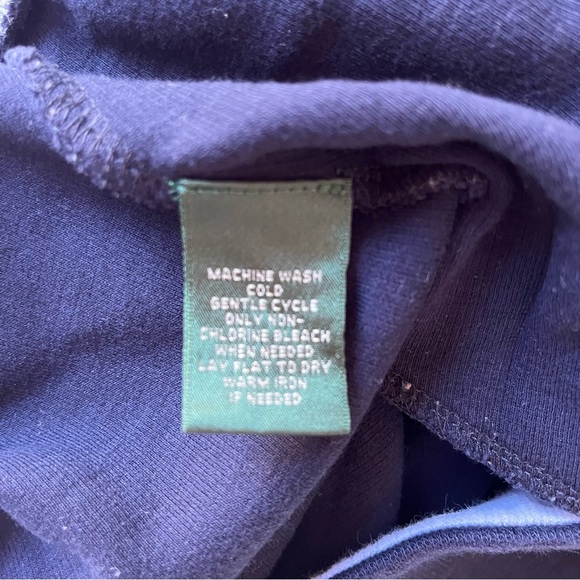 MACHINE WASH
COLD
GENTLE CYCLE
ONLY NON-
CHLORINE BLEACH
WHEN NEEDED
LAY FLAT TO DRY
WARM IRON
IF NEEDED